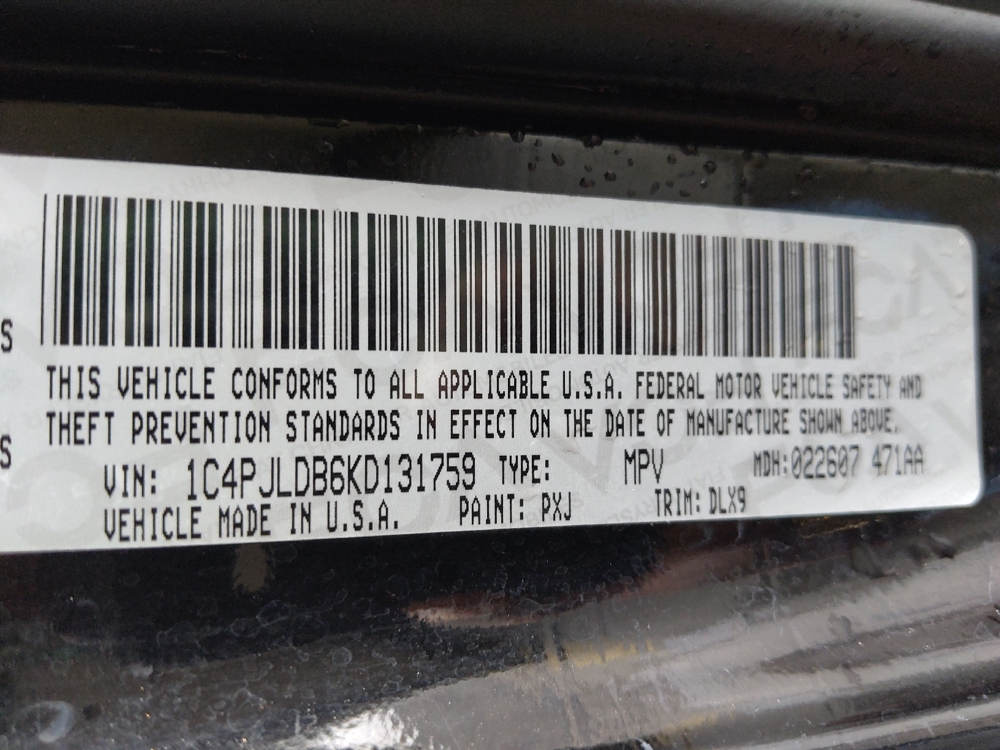 S
THIS VEHICLE CONFORMS TO ALL APPLICABLE U.S.A. FEDERAL MOTOR VEHICLE SAFETY AND
S
THEFT PREVENTION STANDARDS IN EFFECT ON THE DATE OF MANUFACTURE SHOWN ABOVE.
VIN: 1C4PJLDB6KD131759 TYPE: MPV MDH:022607 471AA
VEHICLE MADE IN U.S.A. PAINT: PXJ TRIM: DLX9